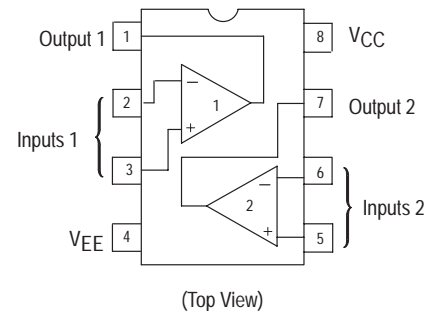 Output 1
1
8
VCC
2
−
1
7
Output 2
Inputs 1
3
+
−
6
2
Inputs 2
VEE
4
+
5
(Top View)